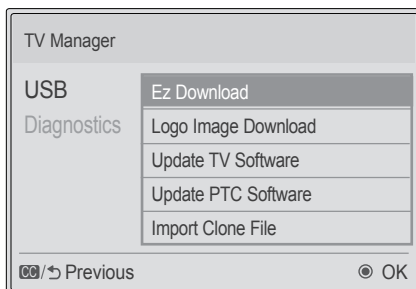 TV Manager
USB
Diagnostics
Ez Download
Logo Image Download
Update TV Software
Update PTC Software
Import Clone File
CC/ Previous
OK